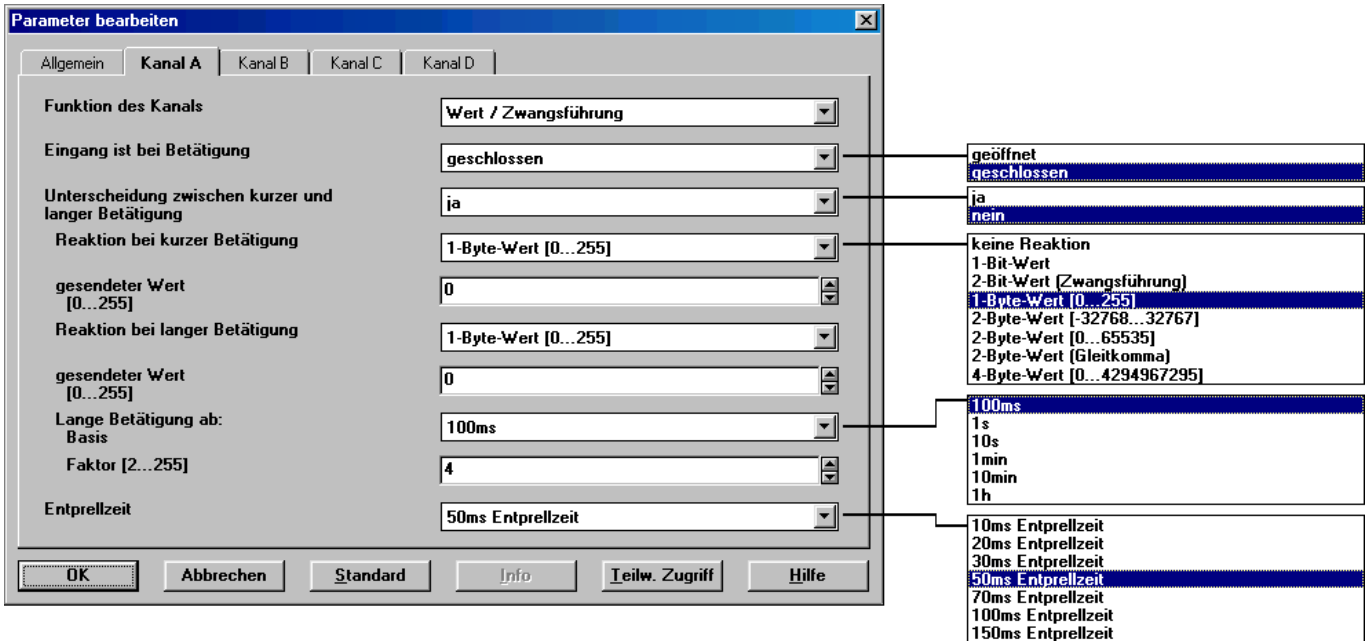 Parameter bearbeiten
Allgemein
Kanal A
Kanal B
Kanal C
Kanal D
Funktion des Kanals
Wert / Zwangsführung
Eingang ist bei Betätigung
geschlossen
Unterscheidung zwischen kurzer und
langer Betätigung
ja
Reaktion bei kurzer Betätigung
1-Byte-Wert [0...255]
gesendeter Wert
[0...255]
0
Reaktion bei langer Betätigung
1-Byte-Wert [0...255]
gesendeter Wert
[0...255]
0
Lange Betätigung ab:
Basis
100ms
Faktor [2...255]
4
Entprellzeit
50ms Entprellzeit
OK
Abbrechen
Standard
Info
Teilw. Zugriff
Hilfe
geöffnet
geschlossen
ja
nein
keine Reaktion
1-Bit-Wert
2-Bit-Wert (Zwangsführung)
1-Byte-Wert [0...255]
2-Byte-Wert [-32768...32767]
2-Byte-Wert [0...65535]
2-Byte-Wert (Gleitkomma)
4-Byte-Wert [0...4294967295]
100ms
1s
10s
1min
10min
1h
10ms Entprellzeit
20ms Entprellzeit
30ms Entprellzeit
50ms Entprellzeit
70ms Entprellzeit
100ms Entprellzeit
150ms Entprellzeit